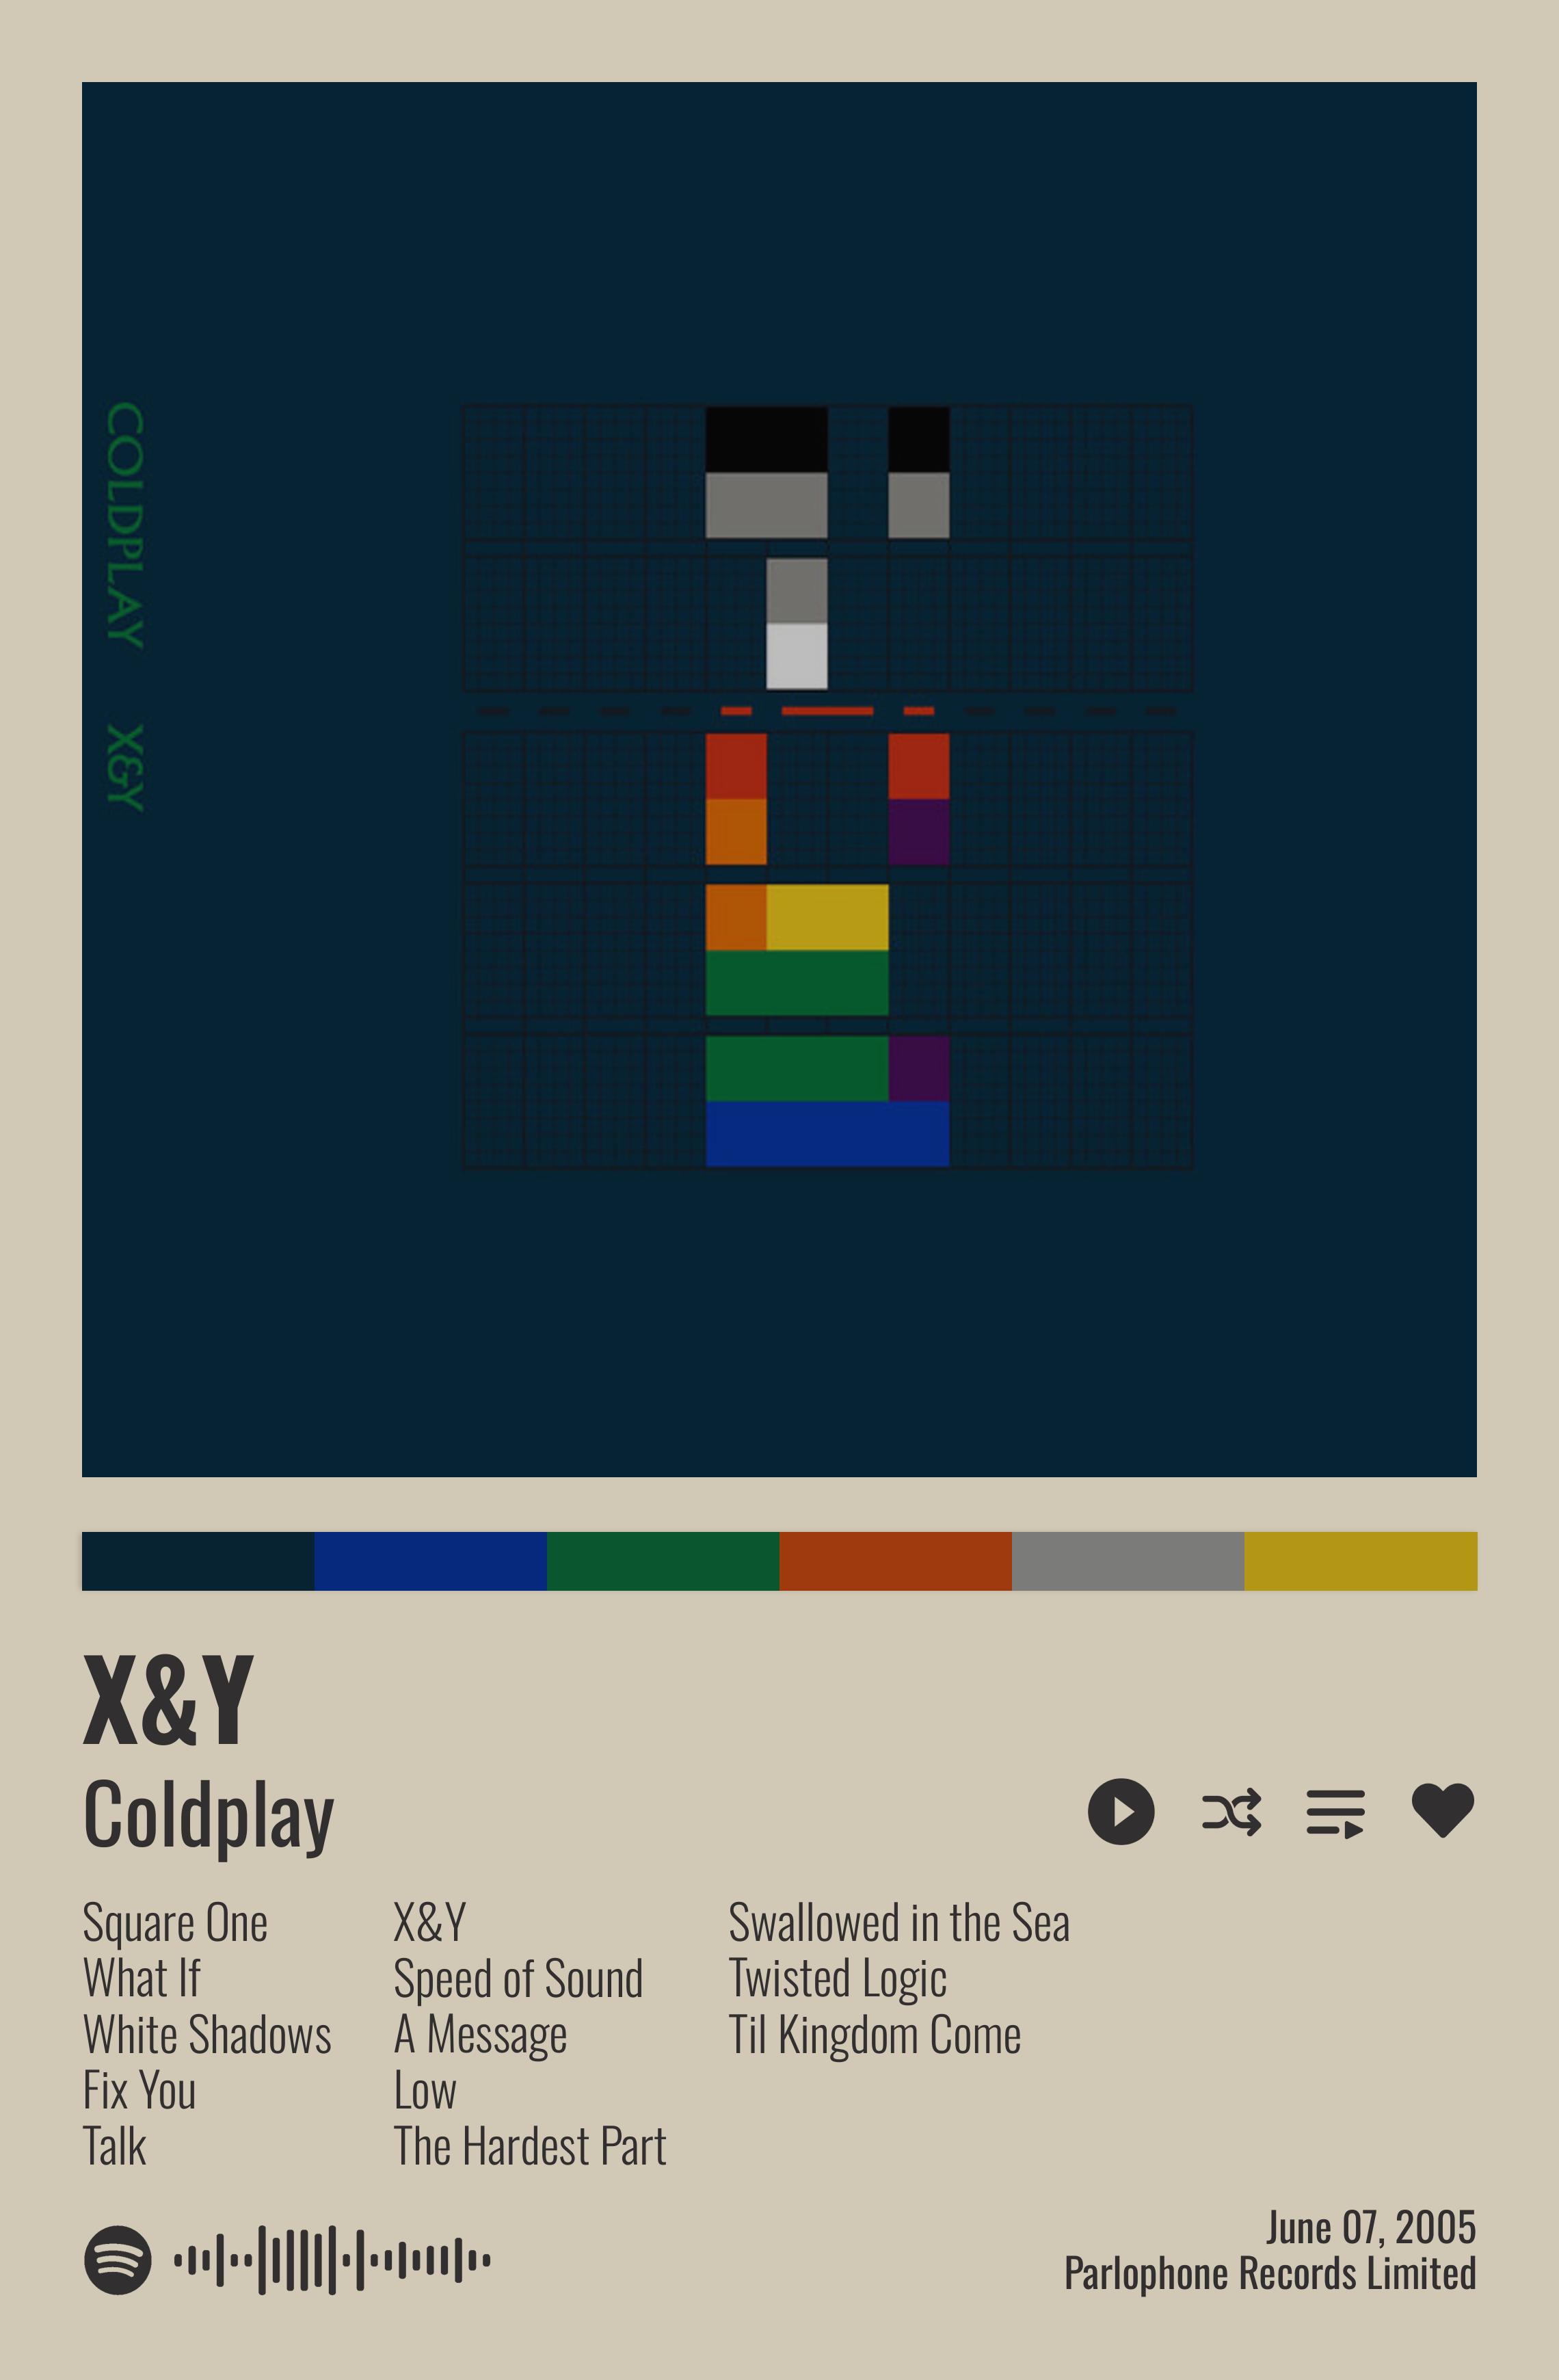 COLDPLAY X&Y
X&Y
Coldplay
Square One
What If
White Shadows
Fix You
Talk
X&Y
Speed of Sound
A Message
Low
The Hardest Part
Swallowed in the Sea
Twisted Logic
Til Kingdom Come
June 07, 2005
Parlophone Records Limited